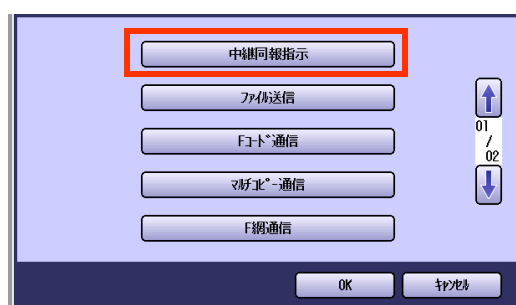 中継同報指示
ファイル送信
Fコード通信
マルチコピー通信
F網通信
01
/
02
OK
キャンセル